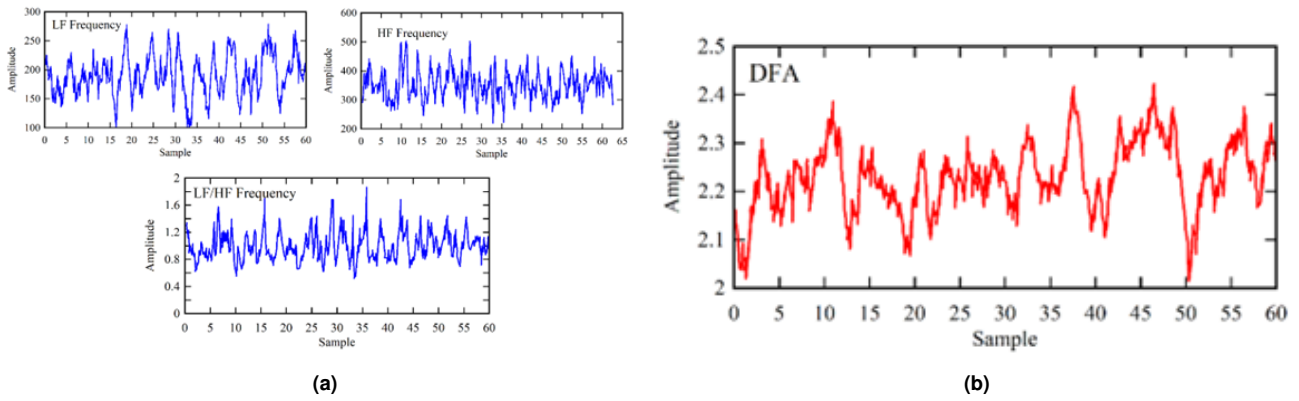 LF Frequency
Amplitude
300
250
200
150
100
0 5 10 15 20 25 30 35 40 45 50 55 60
Sample
HF Frequency
Amplitude
600
500
400
300
200
0 5 10 15 20 25 30 35 40 45 50 55 60 65
Sample
LF/HF Frequency
Amplitude
2
1.6
1.2
0.8
0.4
0
0 5 10 15 20 25 30 35 40 45 50 55 60
Sample
(a)
DFA
Amplitude
2.5
2.4
2.3
2.2
2.1
2
0 5 10 15 20 25 30 35 40 45 50 55 60
Sample
(b)